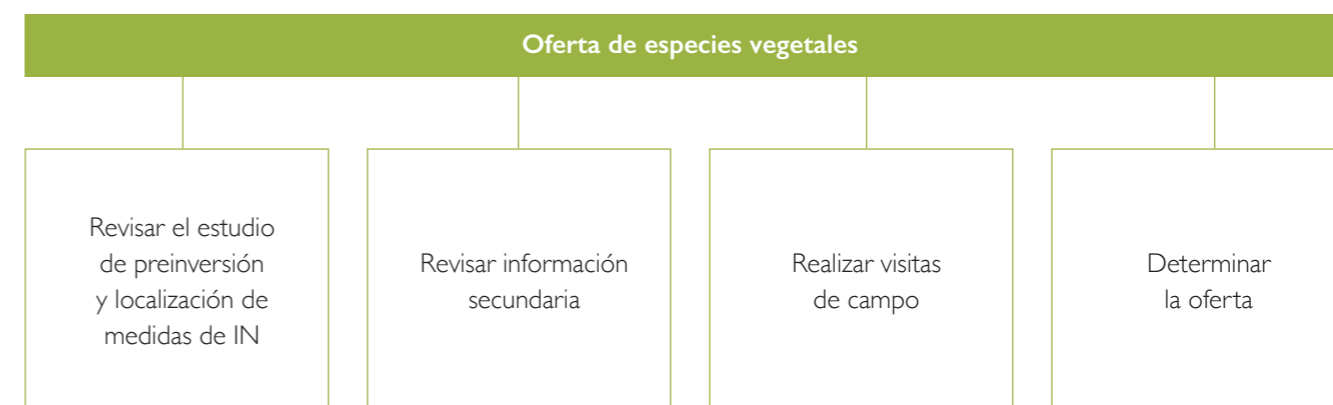 Oferta de especies vegetales
Revisar el estudio
de preinversión
y localización de
medidas de IN
Revisar información
secundaria
Realizar visitas
de campo
Determinar
la oferta